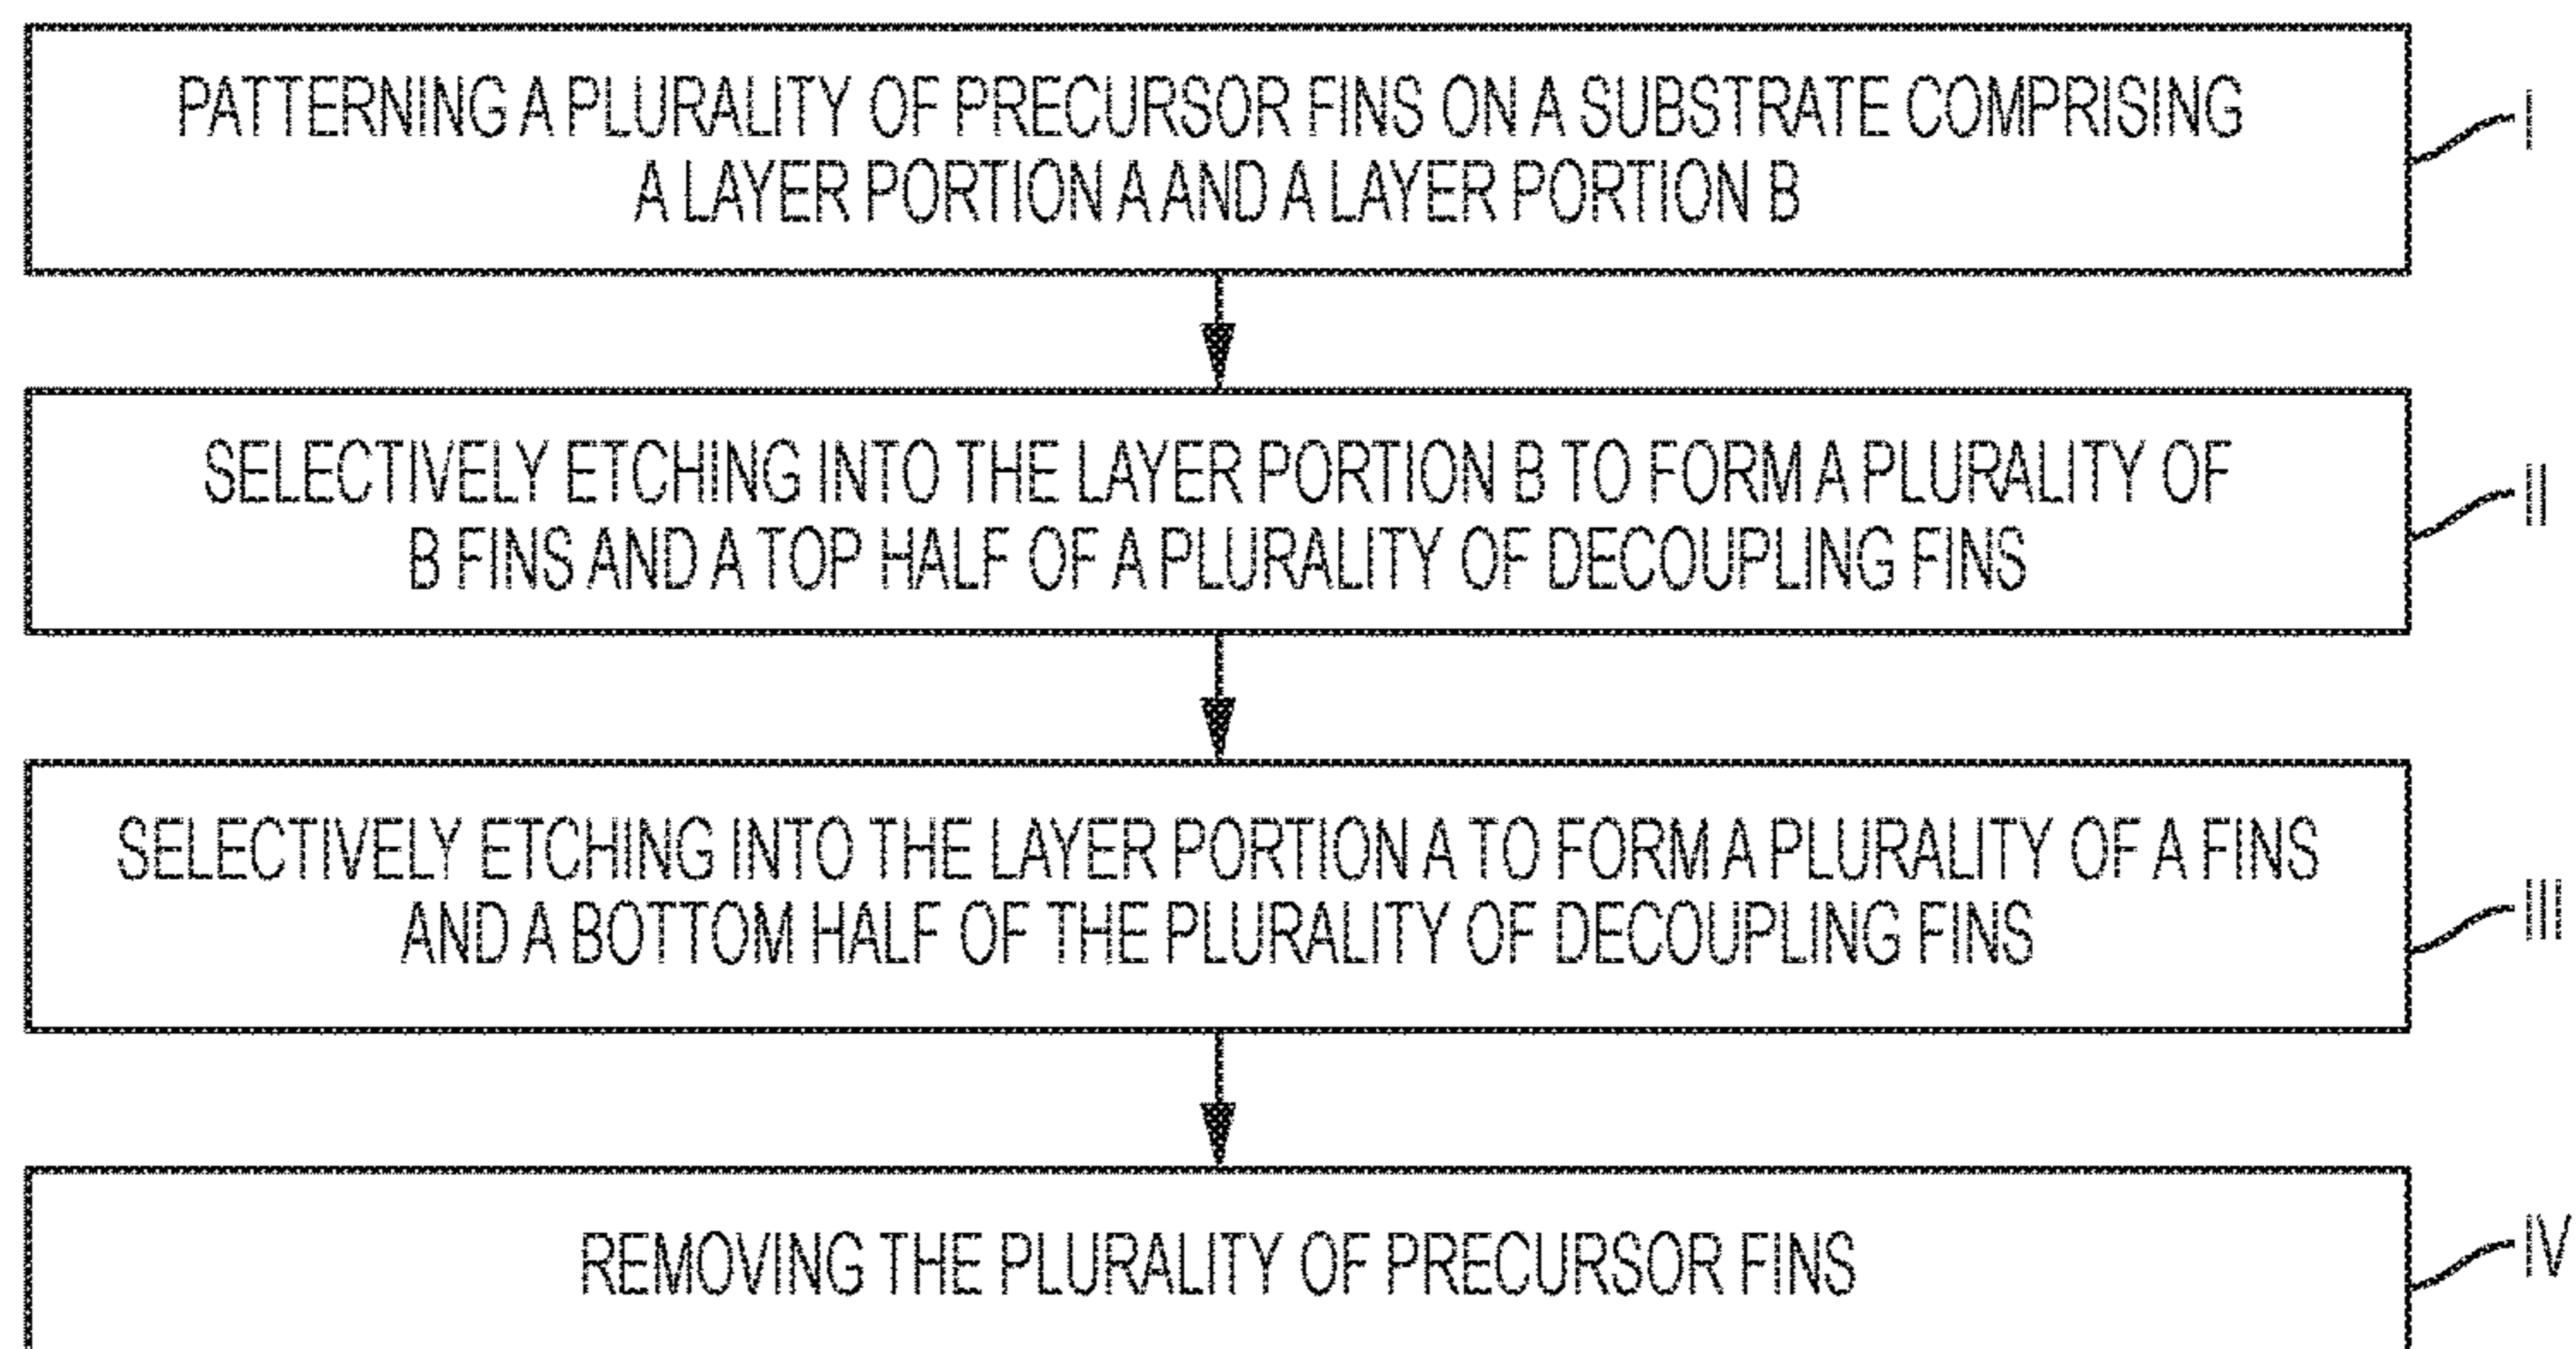 PATTERNING A PLURALITY OF PRECURSOR FINS ON A SUBSTRATE COMPRISING
A LAYER PORTION A AND A LAYER PORTION B
I
SELECTIVELY ETCHING INTO THE LAYER PORTION B TO FORM A PLURALITY OF
B FINS AND A TOP HALF OF A PLURALITY OF DECOUPLING FINS
II
SELECTIVELY ETCHING INTO THE LAYER PORTION A TO FORM A PLURALITY OF A FINS
AND A BOTTOM HALF OF THE PLURALITY OF DECOUPLING FINS
III
REMOVING THE PLURALITY OF PRECURSOR FINS
IV